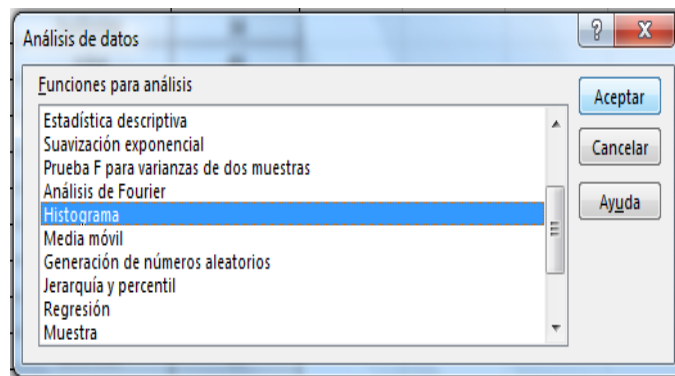 Análisis de datos
Funciones para análisis
Estadística descriptiva
Suavización exponencial
Prueba F para varianzas de dos muestras
Análisis de Fourier
Histograma
Media móvil
Generación de números aleatorios
Jerarquía y percentil
Regresión
Muestra
Aceptar
Cancelar
Ayuda